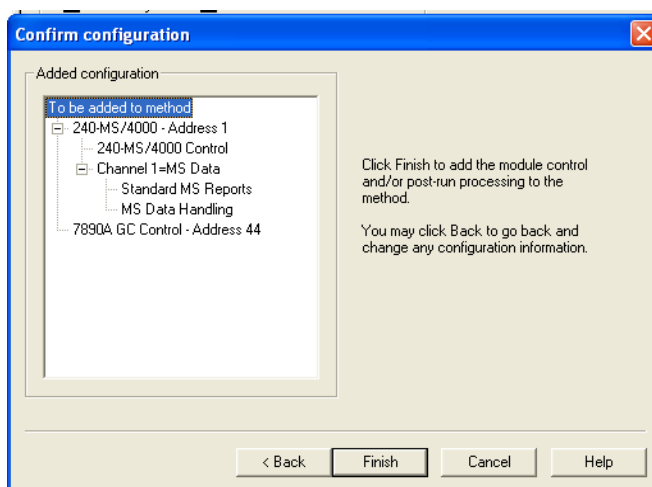 Confirm configuration
Added configuration
To be added to method
240-MS/4000 - Address 1
240-MS/4000 Control
Channel 1=MS Data
Standard MS Reports
MS Data Handling
7890A GC Control - Address 44
Click Finish to add the module control
and/or post-run processing to the
method.
You may click Back to go back and
change any configuration information.
< Back
Finish
Cancel
Help